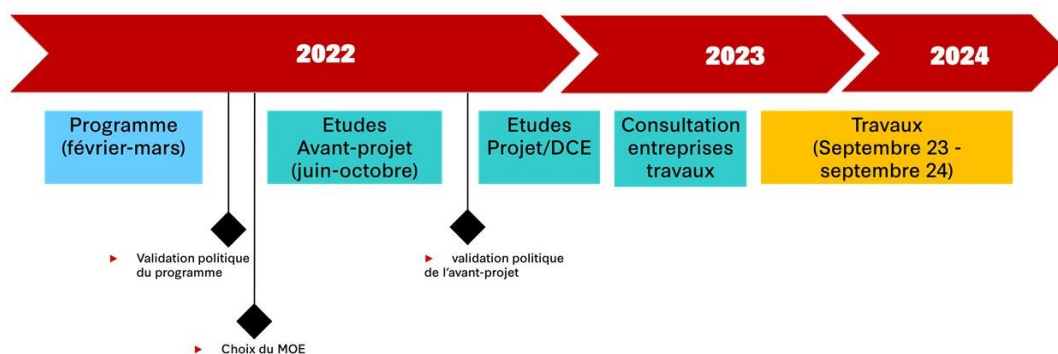 2022
2023
2024
Programme
(février-mars)
Etudes
Avant-projet
(juin-octobre)
Etudes
Projet/DCE
Consultation
entreprises
travaux
Travaux
(Septembre 23 -
septembre 24)
Validation politique
du programme
validation politique
de l'avant-projet
Choix du MOE